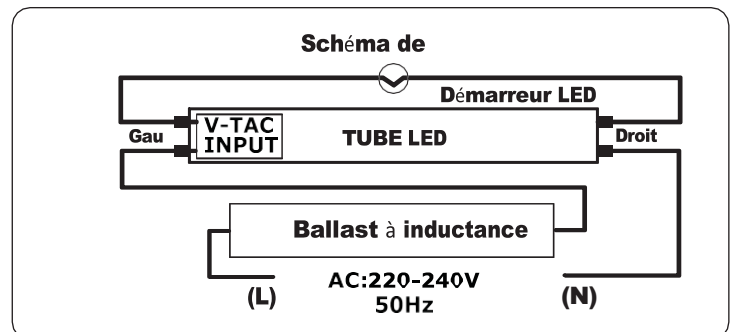 Schéma de
Démarreur LED
Gau
V-TAC
INPUT
TUBE LED
Droit
Ballast à inductance
(L)
AC:220-240V
50Hz
(N)